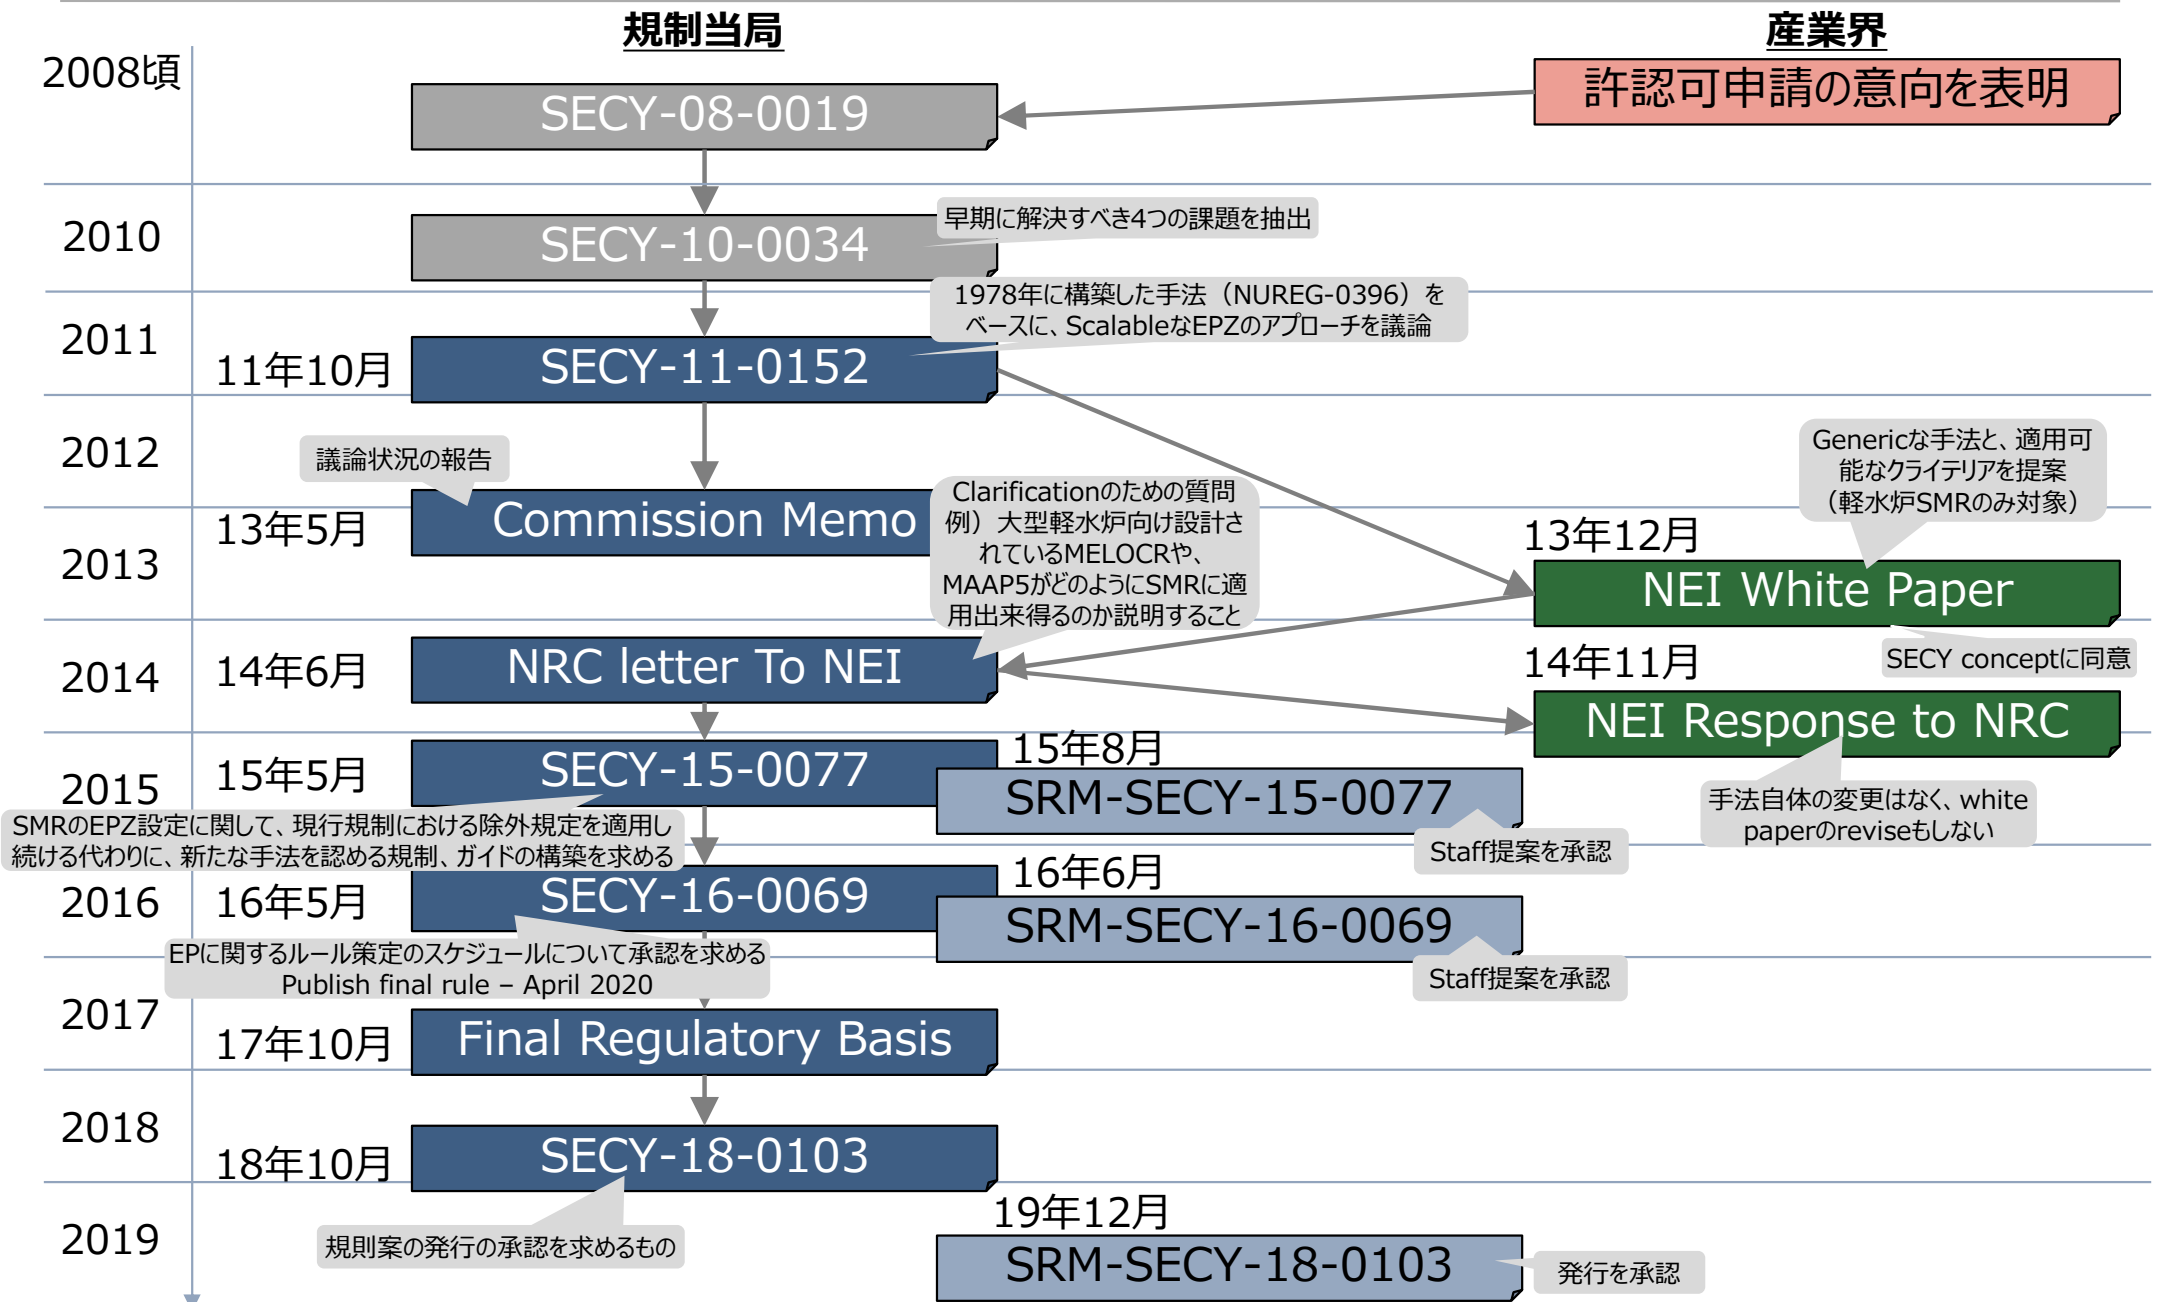 規制当局
産業界
2008頃
許認可申請の意向を表明
SECY-08-0019
2010
早期に解決すべき4つの課題を抽出
SECY-10-0034
2011
1978年に構築した手法（NUREG-0396）を
ベースに、ScalableなEPZのアプローチを議論
11年10月
SECY-11-0152
2012
議論状況の報告
Genericな手法と、適用可
能なクライテリアを提案
（軽水炉SMRのみ対象）
13年5月
Commission Memo
Clarificationのための質問
例）大型軽水炉向け設計さ
れているMELOCRや、
MAAP5がどのようにSMRに適
用出来得るのか説明すること
2013
13年12月
NEI White Paper
SECY conceptに同意
2014
14年6月
NRC letter To NEI
14年11月
NEI Response to NRC
手法自体の変更はなく、white
paperのreviseもしない
2015
15年5月
SECY-15-0077
15年8月
SRM-SECY-15-0077
Staff提案を承認
SMRのEPZ設定に関して、現行規制における除外規定を適用し
続ける代わりに、新たな手法を認める規制、ガイドの構築を求める
2016
16年5月
SECY-16-0069
16年6月
SRM-SECY-16-0069
Staff提案を承認
EPに関するルール策定のスケジュールについて承認を求める
Publish final rule – April 2020
2017
17年10月
Final Regulatory Basis
2018
18年10月
SECY-18-0103
規則案の発行の承認を求めるもの
2019
19年12月
SRM-SECY-18-0103
発行を承認